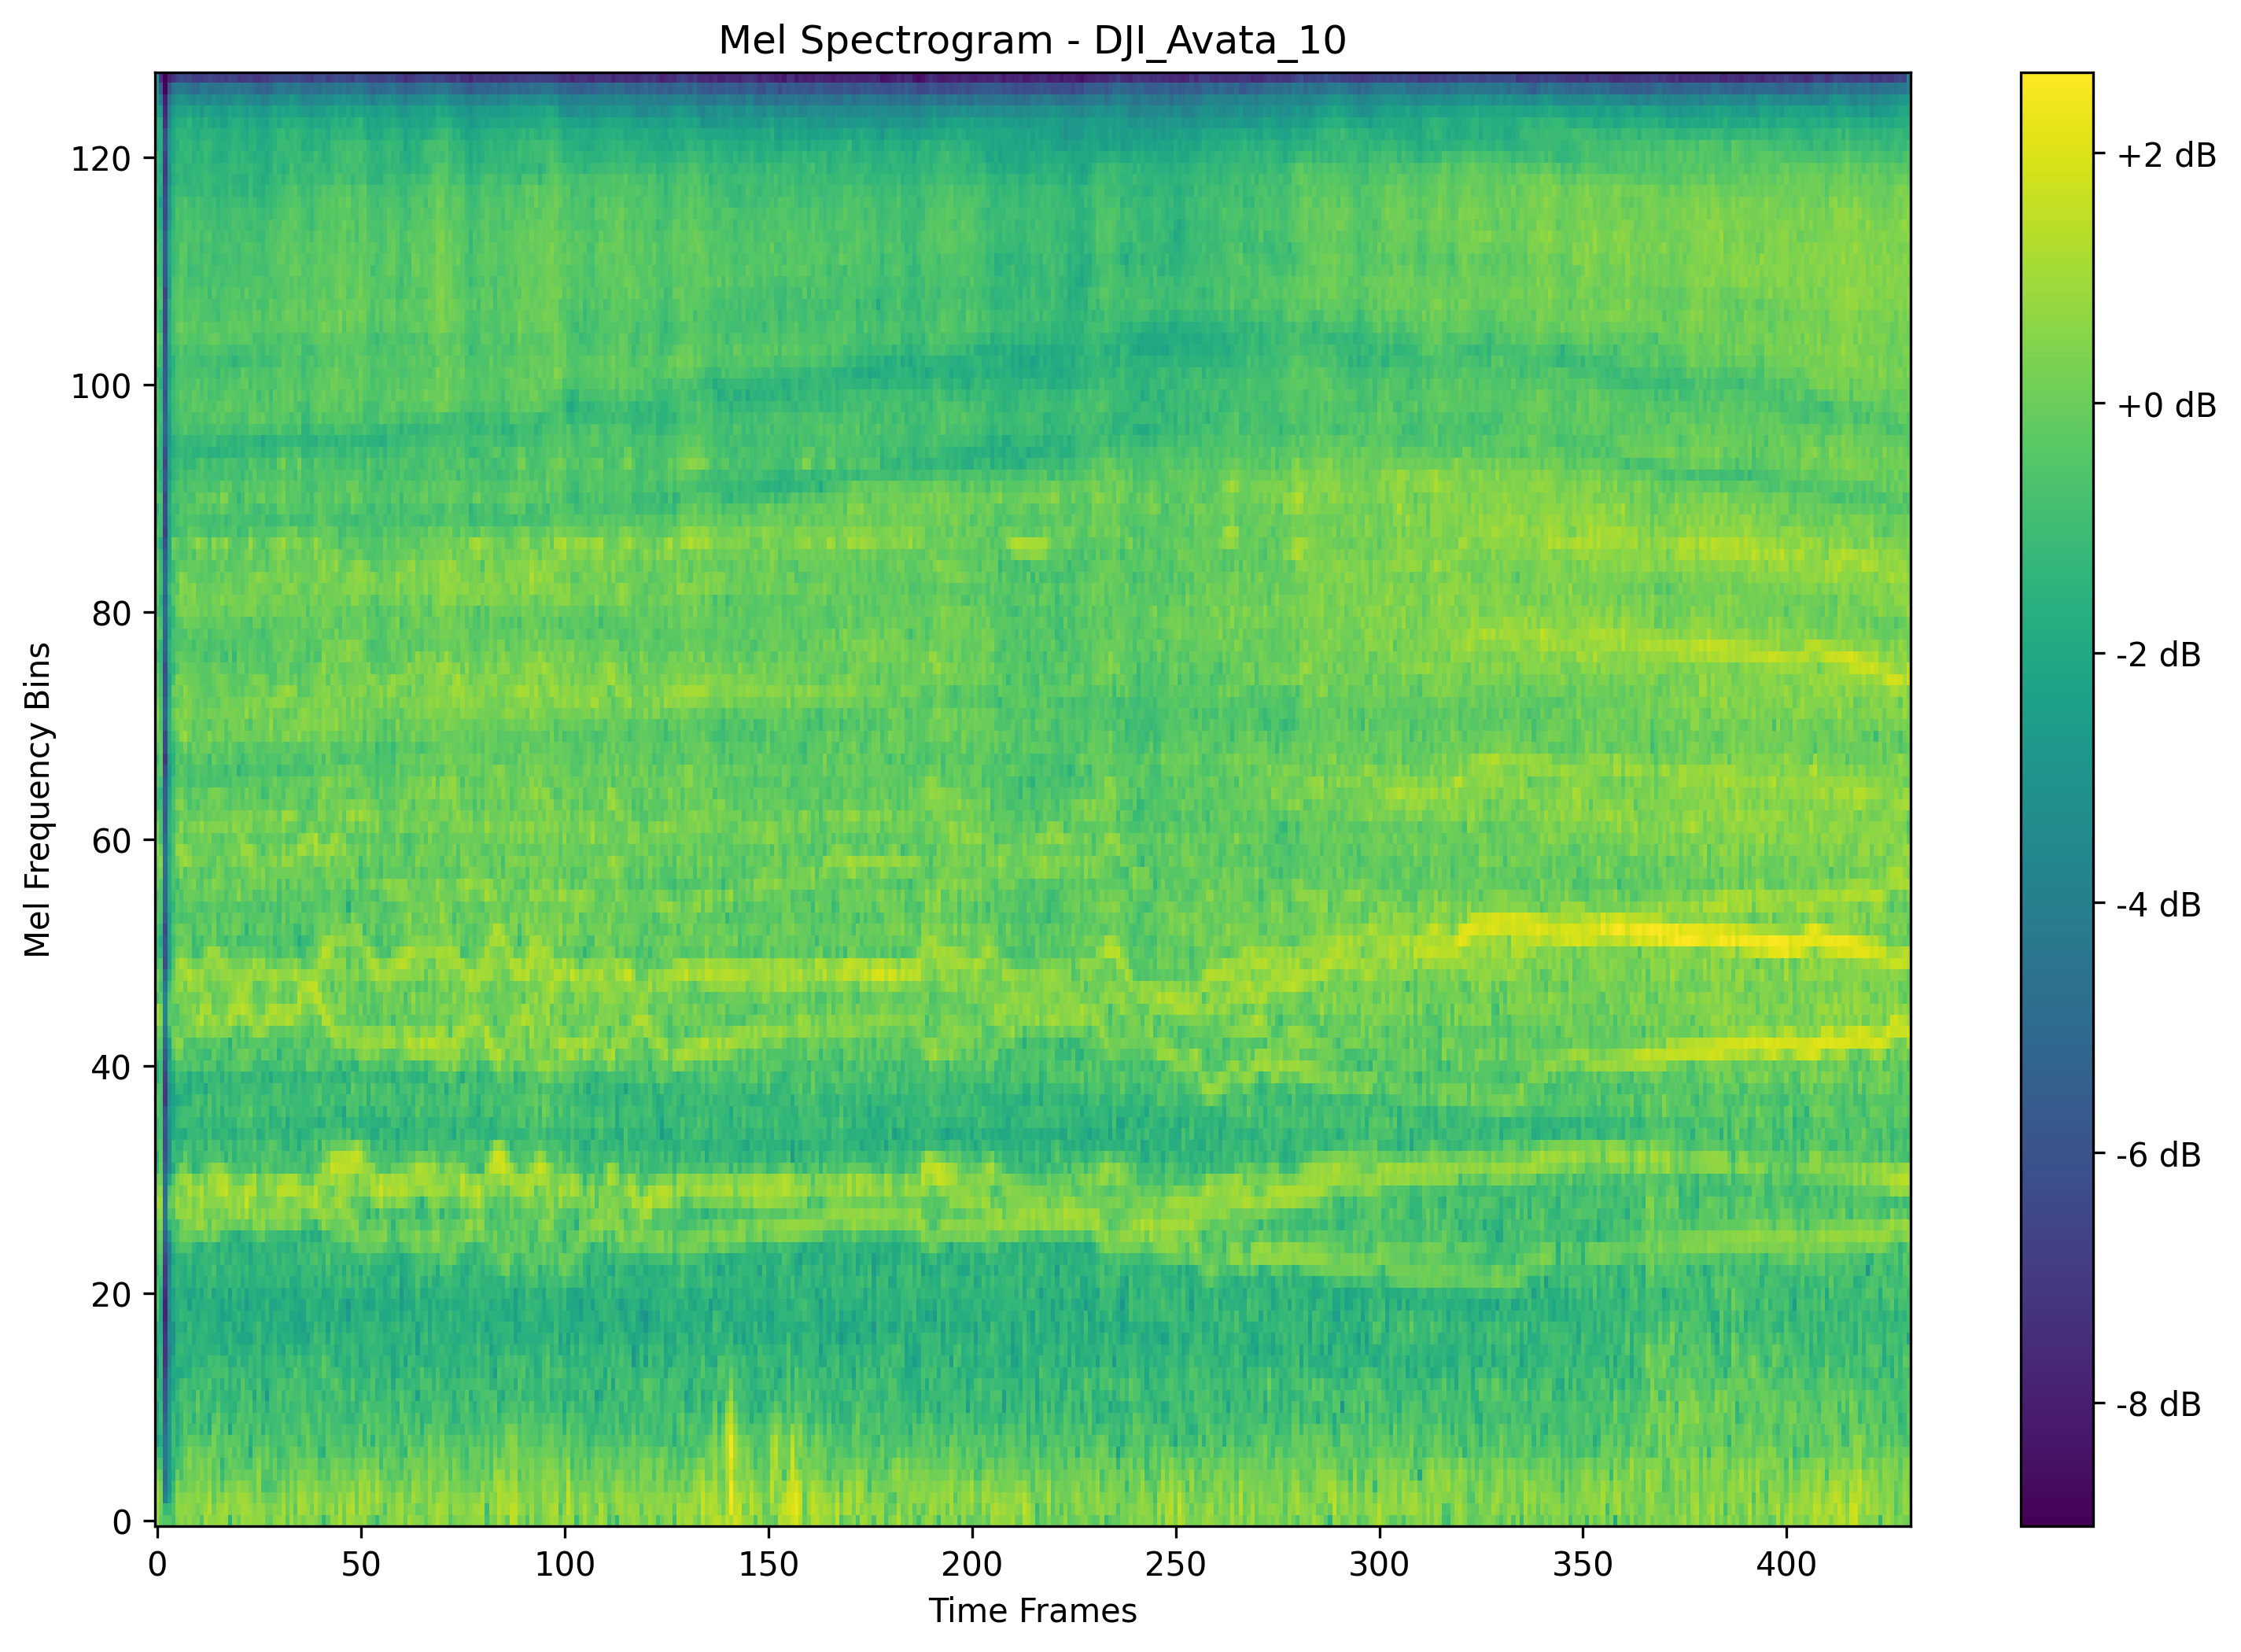 Mel Spectrogram - DJI_Avata_10
Mel Frequency Bins
120
100
80
60
40
20
0
0 50 100 150 200 250 300 350 400
Time Frames
+2 dB
+0 dB
-2 dB
-4 dB
-6 dB
-8 dB